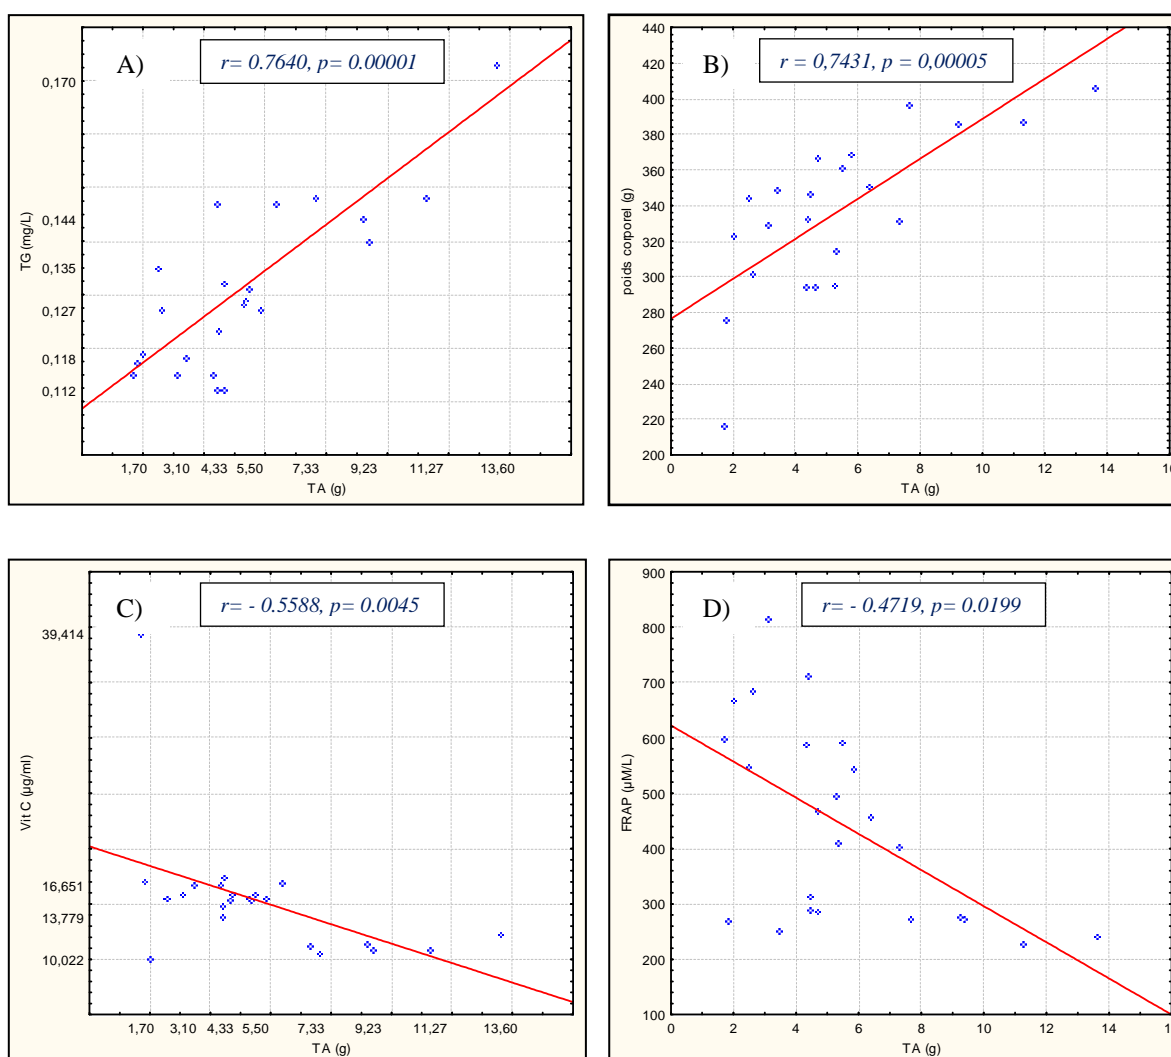 A)
r= 0.7640, p= 0.00001
0,170
0,144
0,135
0,127
0,118
0,112
TG (mg/L)
1,70 3,10 4,33 5,50 7,33 9,23 11,27 13,60
TA (g)
B)
r = 0,7431, p = 0,00005
440
420
400
380
360
340
320
300
280
260
240
220
200
poids corporel (g)
0 2 4 6 8 10 12 14
TA (g)
C)
r= - 0.5588, p= 0.0045
39,414
16,651
13,779
10,022
Vit C (µg/ml)
1,70 3,10 4,33 5,50 7,33 9,23 11,27 13,60
TA (g)
D)
r= - 0.4719, p= 0.0199
900
800
700
600
500
400
300
200
100
FRAP (µM/L)
0 2 4 6 8 10 12 14
TA (g)